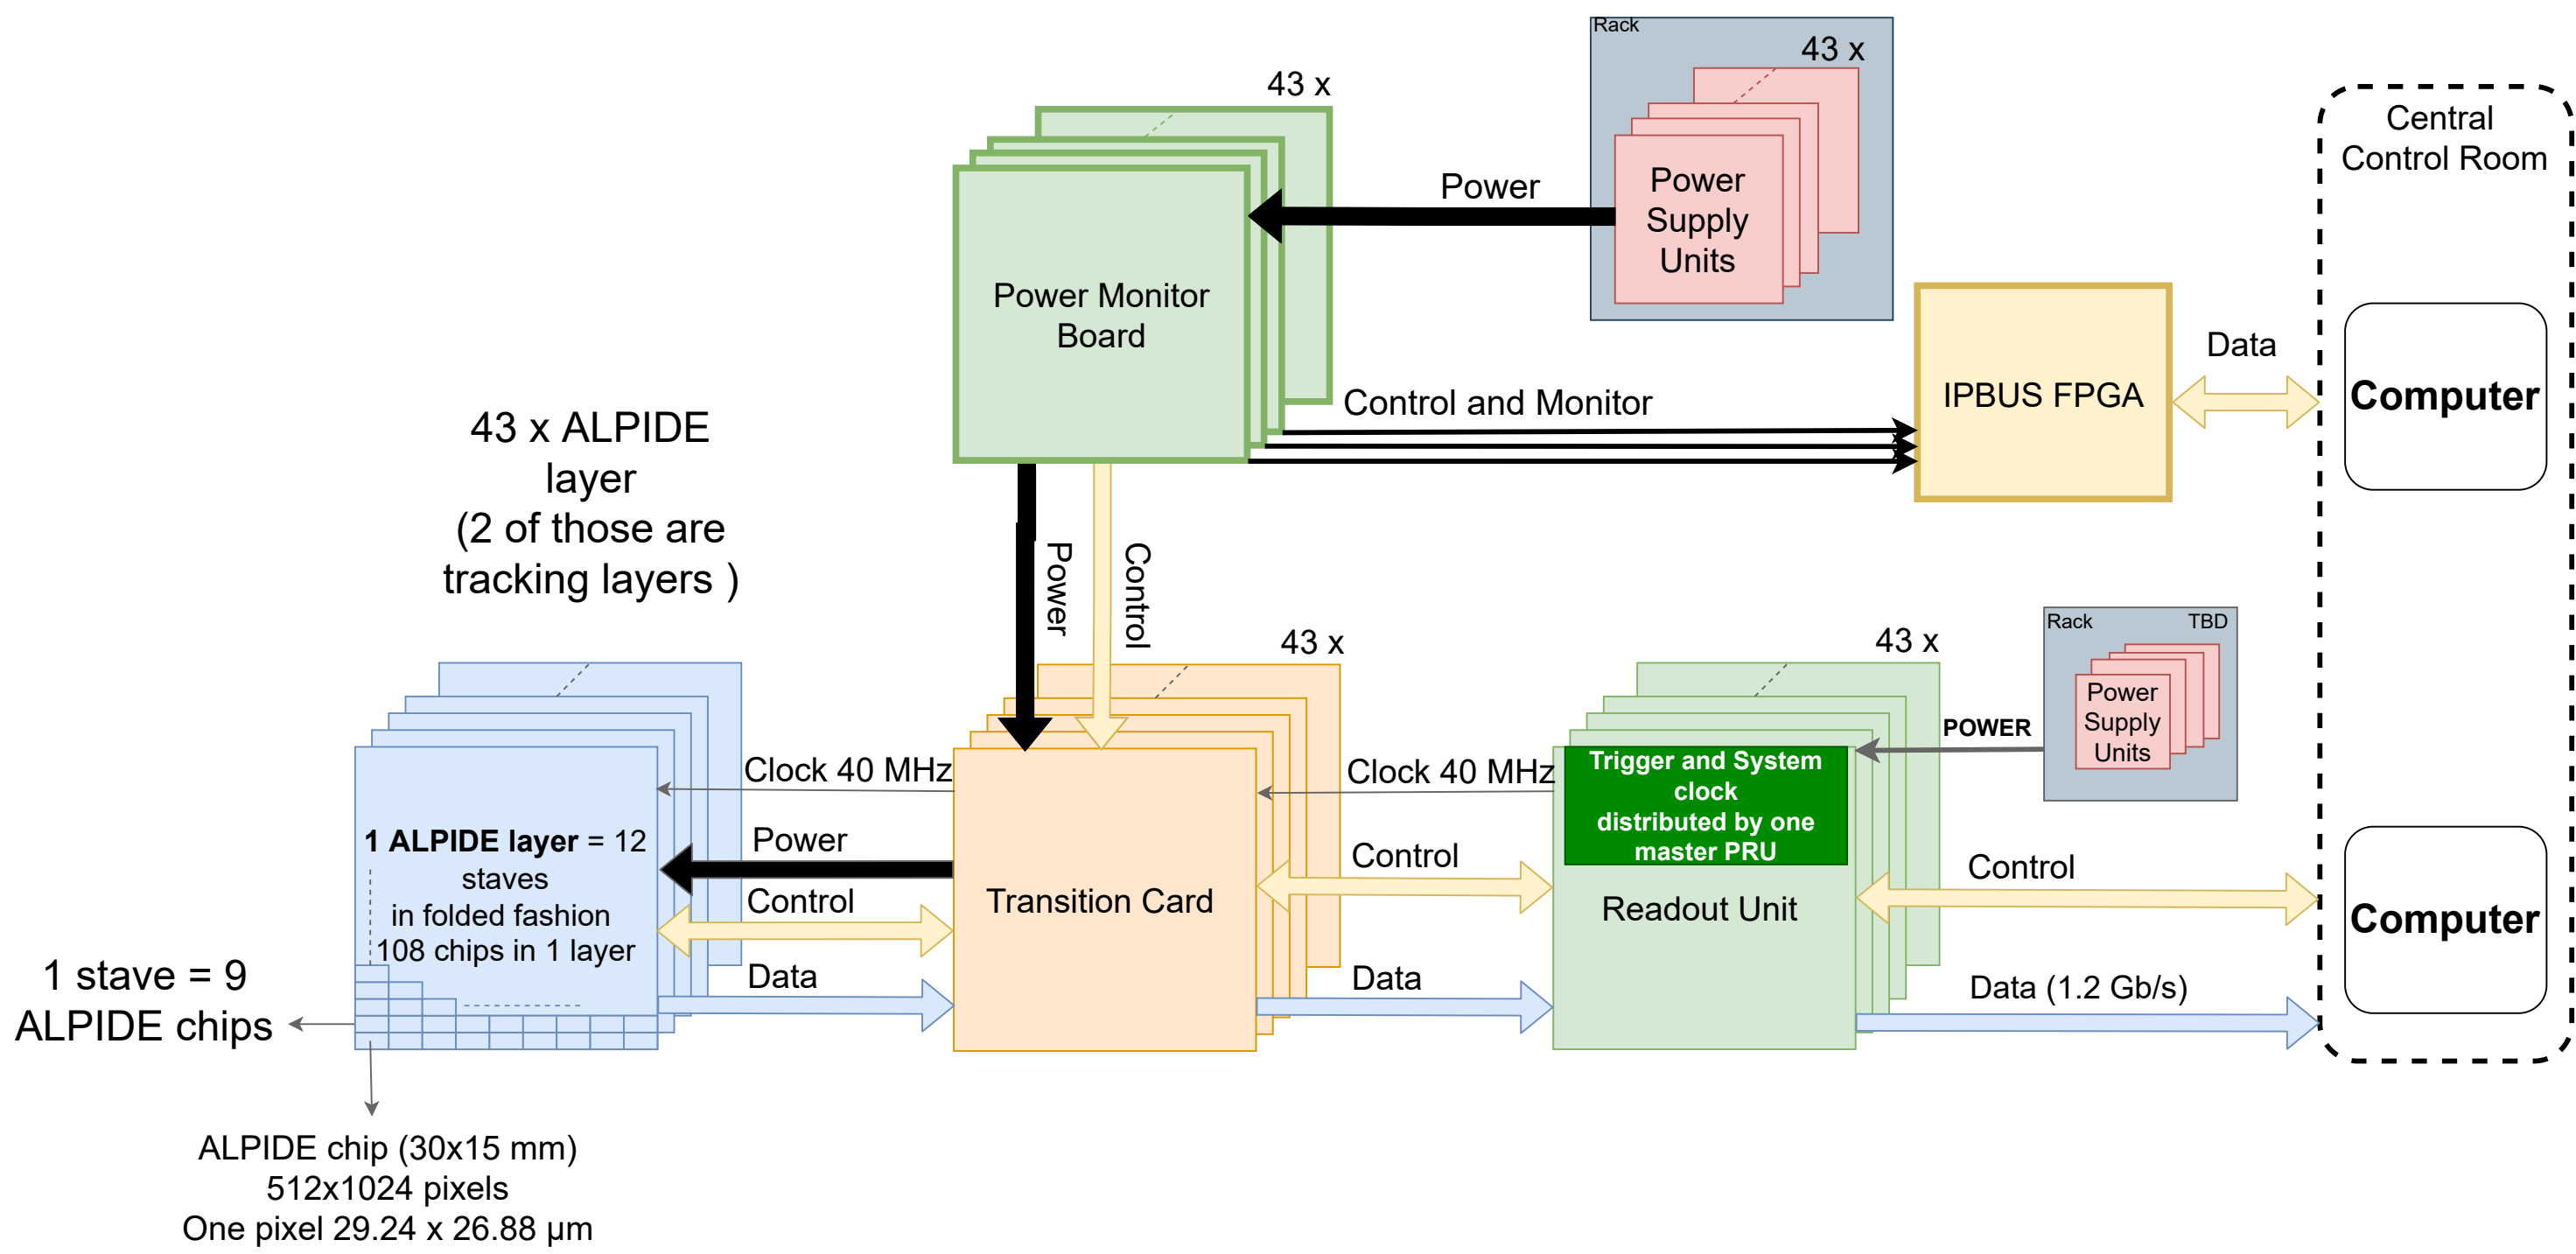 Rack
43 x
43 x
Power
Supply
Units
Power
Power Monitor
Board
Central
Control Room
IPBUS FPGA
Data
Computer
Control and Monitor
43 x ALPIDE
layer
(2 of those are
tracking layers )
Power
Control
43 x
43 x
Rack
TBD
Power
Supply
Units
POWER
Clock 40 MHz
Clock 40 MHz
Trigger and System
clock
distributed by one
master PRU
1 ALPIDE layer = 12
staves
in folded fashion
108 chips in 1 layer
Power
Control
Data
Transition Card
Control
Data
Readout Unit
Control
Data (1.2 Gb/s)
Computer
1 stave = 9
ALPIDE chips
ALPIDE chip (30x15 mm)
512x1024 pixels
One pixel 29.24 x 26.88 μm